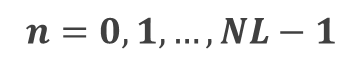 n = 0, 1, ..., NL − 1